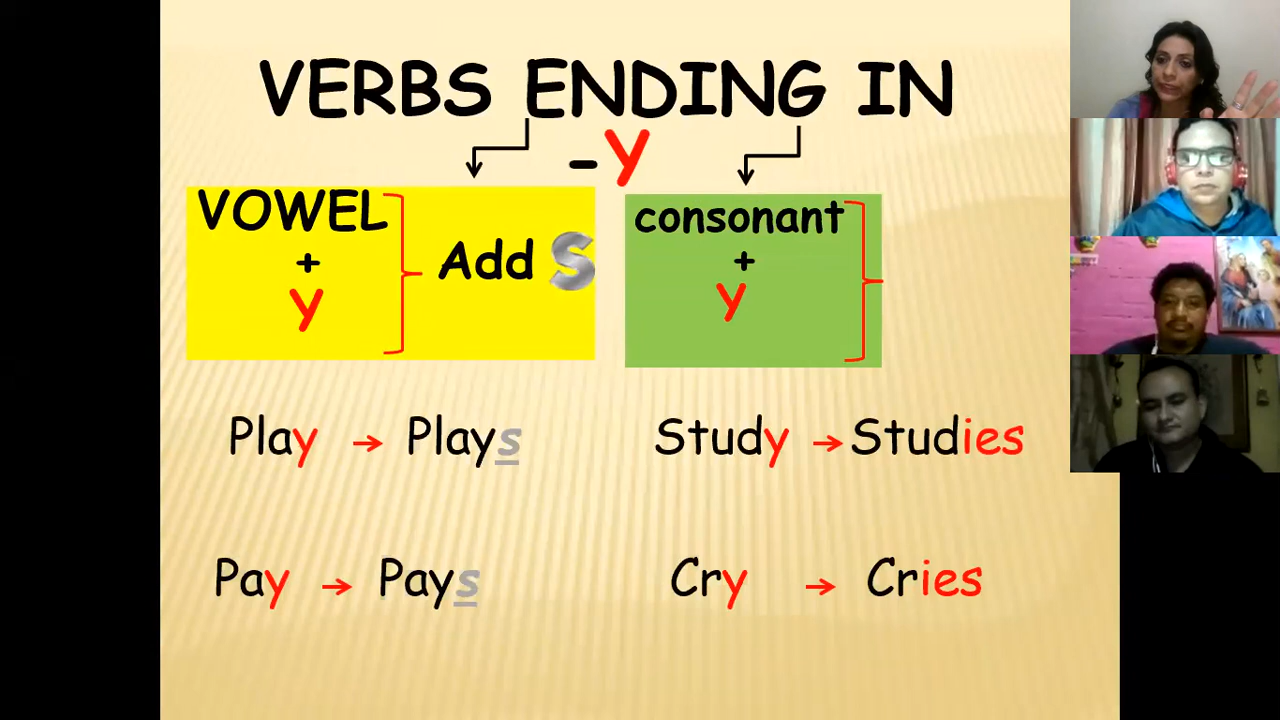 VERBS ENDING IN
-y
VOWEL
+
y
Add S
consonant
+
y
Play → Plays
Study → Studies
Pay → Pays
Cry → Cries